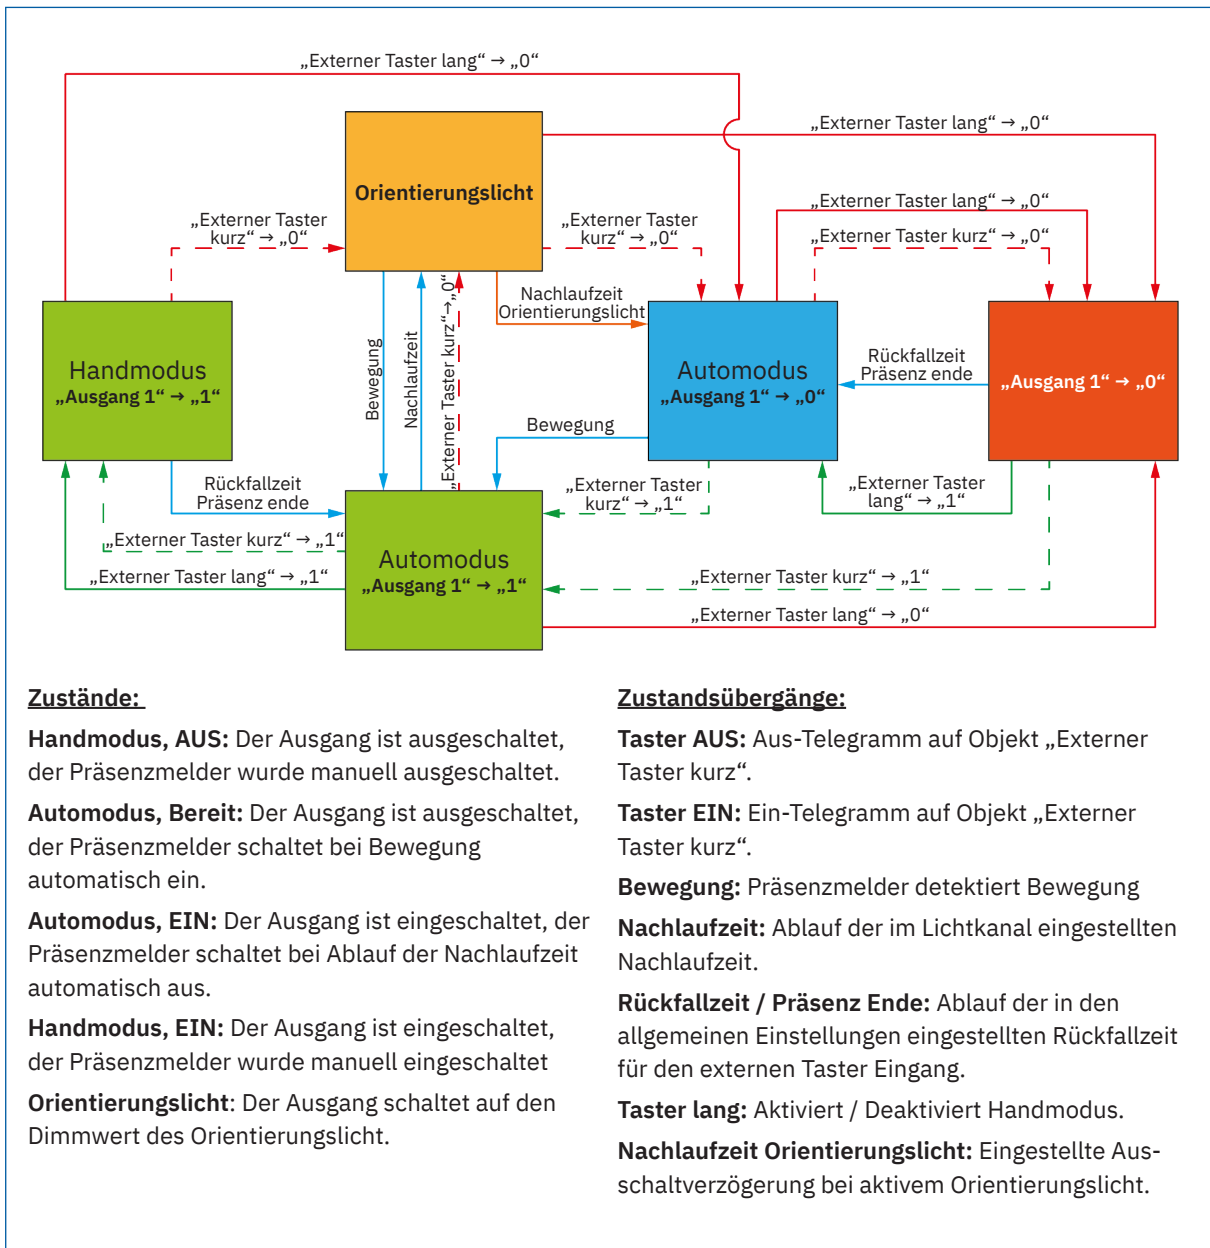 „Externer Taster lang“ → „0“
„Externer Taster lang“ → „0“
Orientierungslicht
„Externer Taster lang“ → „0“
„Externer Taster
kurz“ → „0“
„Externer Taster
kurz“ → „0“
„Externer Taster kurz“ → „0“
Bewegung
Nachlaufzeit
„Externer Taster kurz“→„0“
Nachlaufzeit
Orientierungslicht
Handmodus
„Ausgang 1“ → „1“
Automodus
„Ausgang 1“ → „0“
Rückfallzeit
Präsenz ende
„Ausgang 1“ → „0“
Bewegung
Rückfallzeit
Präsenz ende
„Externer Taster
kurz“ → „1“
„Externer Taster
lang“ → „1“
„Externer Taster kurz“ → „1“
„Externer Taster lang“ → „1“
Automodus
„Ausgang 1“ → „1“
„Externer Taster kurz“ → „1“
„Externer Taster lang“ → „0“
Zustände:
Handmodus, AUS: Der Ausgang ist ausgeschaltet,
der Präsenzmelder wurde manuell ausgeschaltet.
Automodus, Bereit: Der Ausgang ist ausgeschaltet,
der Präsenzmelder schaltet bei Bewegung
automatisch ein.
Automodus, EIN: Der Ausgang ist eingeschaltet, der
Präsenzmelder schaltet bei Ablauf der Nachlaufzeit
automatisch aus.
Handmodus, EIN: Der Ausgang ist eingeschaltet,
der Präsenzmelder wurde manuell eingeschaltet
Orientierungslicht: Der Ausgang schaltet auf den
Dimmwert des Orientierungslicht.
Zustandsübergänge:
Taster AUS: Aus-Telegramm auf Objekt „Externer
Taster kurz“.
Taster EIN: Ein-Telegramm auf Objekt „Externer
Taster kurz“.
Bewegung: Präsenzmelder detektiert Bewegung
Nachlaufzeit: Ablauf der im Lichtkanal eingestellten
Nachlaufzeit.
Rückfallzeit / Präsenz Ende: Ablauf der in den
allgemeinen Einstellungen eingestellten Rückfallzeit
für den externen Taster Eingang.
Taster lang: Aktiviert / Deaktiviert Handmodus.
Nachlaufzeit Orientierungslicht: Eingestellte Aus-
schaltverzögerung bei aktivem Orientierungslicht.